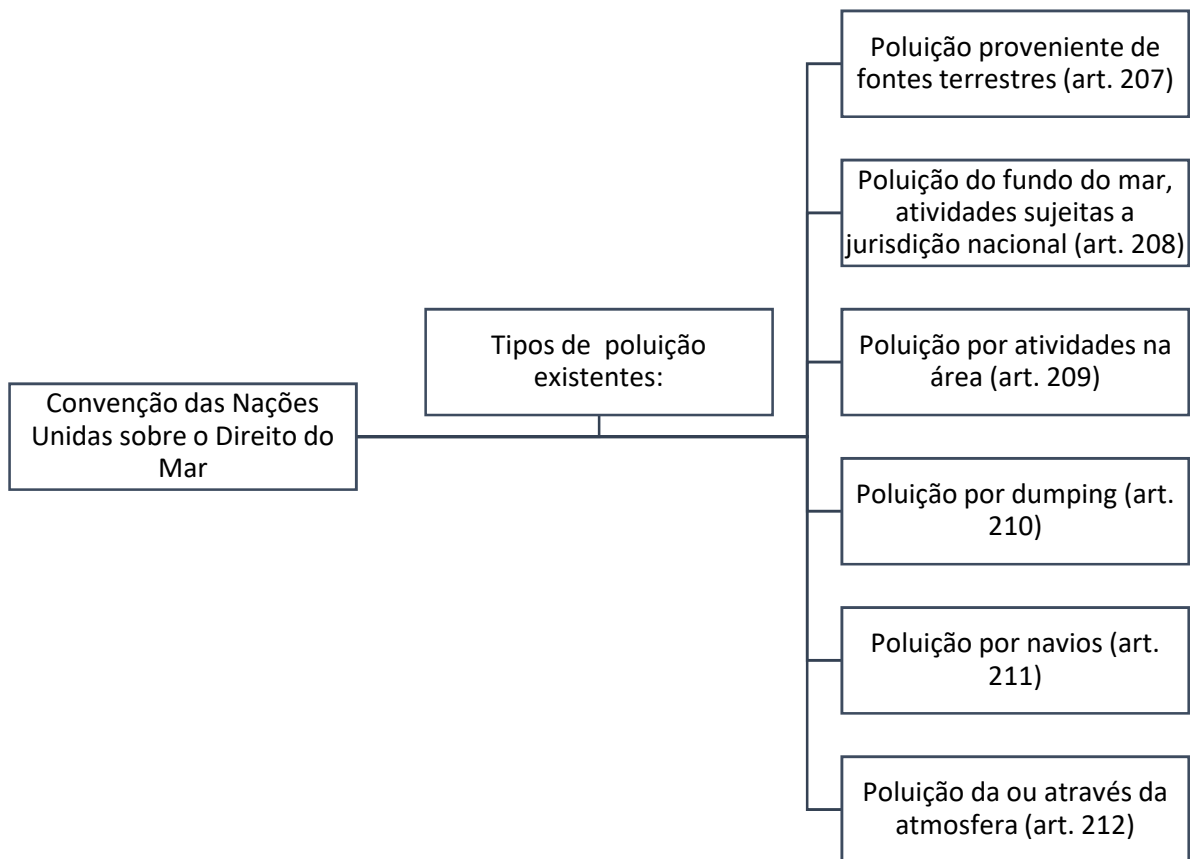 Convenção das Nações
Unidas sobre o Direito do
Mar
Tipos de  poluição
existentes:
Poluição proveniente de
fontes terrestres (art. 207)
Poluição do fundo do mar,
atividades sujeitas a
jurisdição nacional (art. 208)
Poluição por atividades na
área (art. 209)
Poluição por dumping (art.
210)
Poluição por navios (art.
211)
Poluição da ou através da
atmosfera (art. 212)